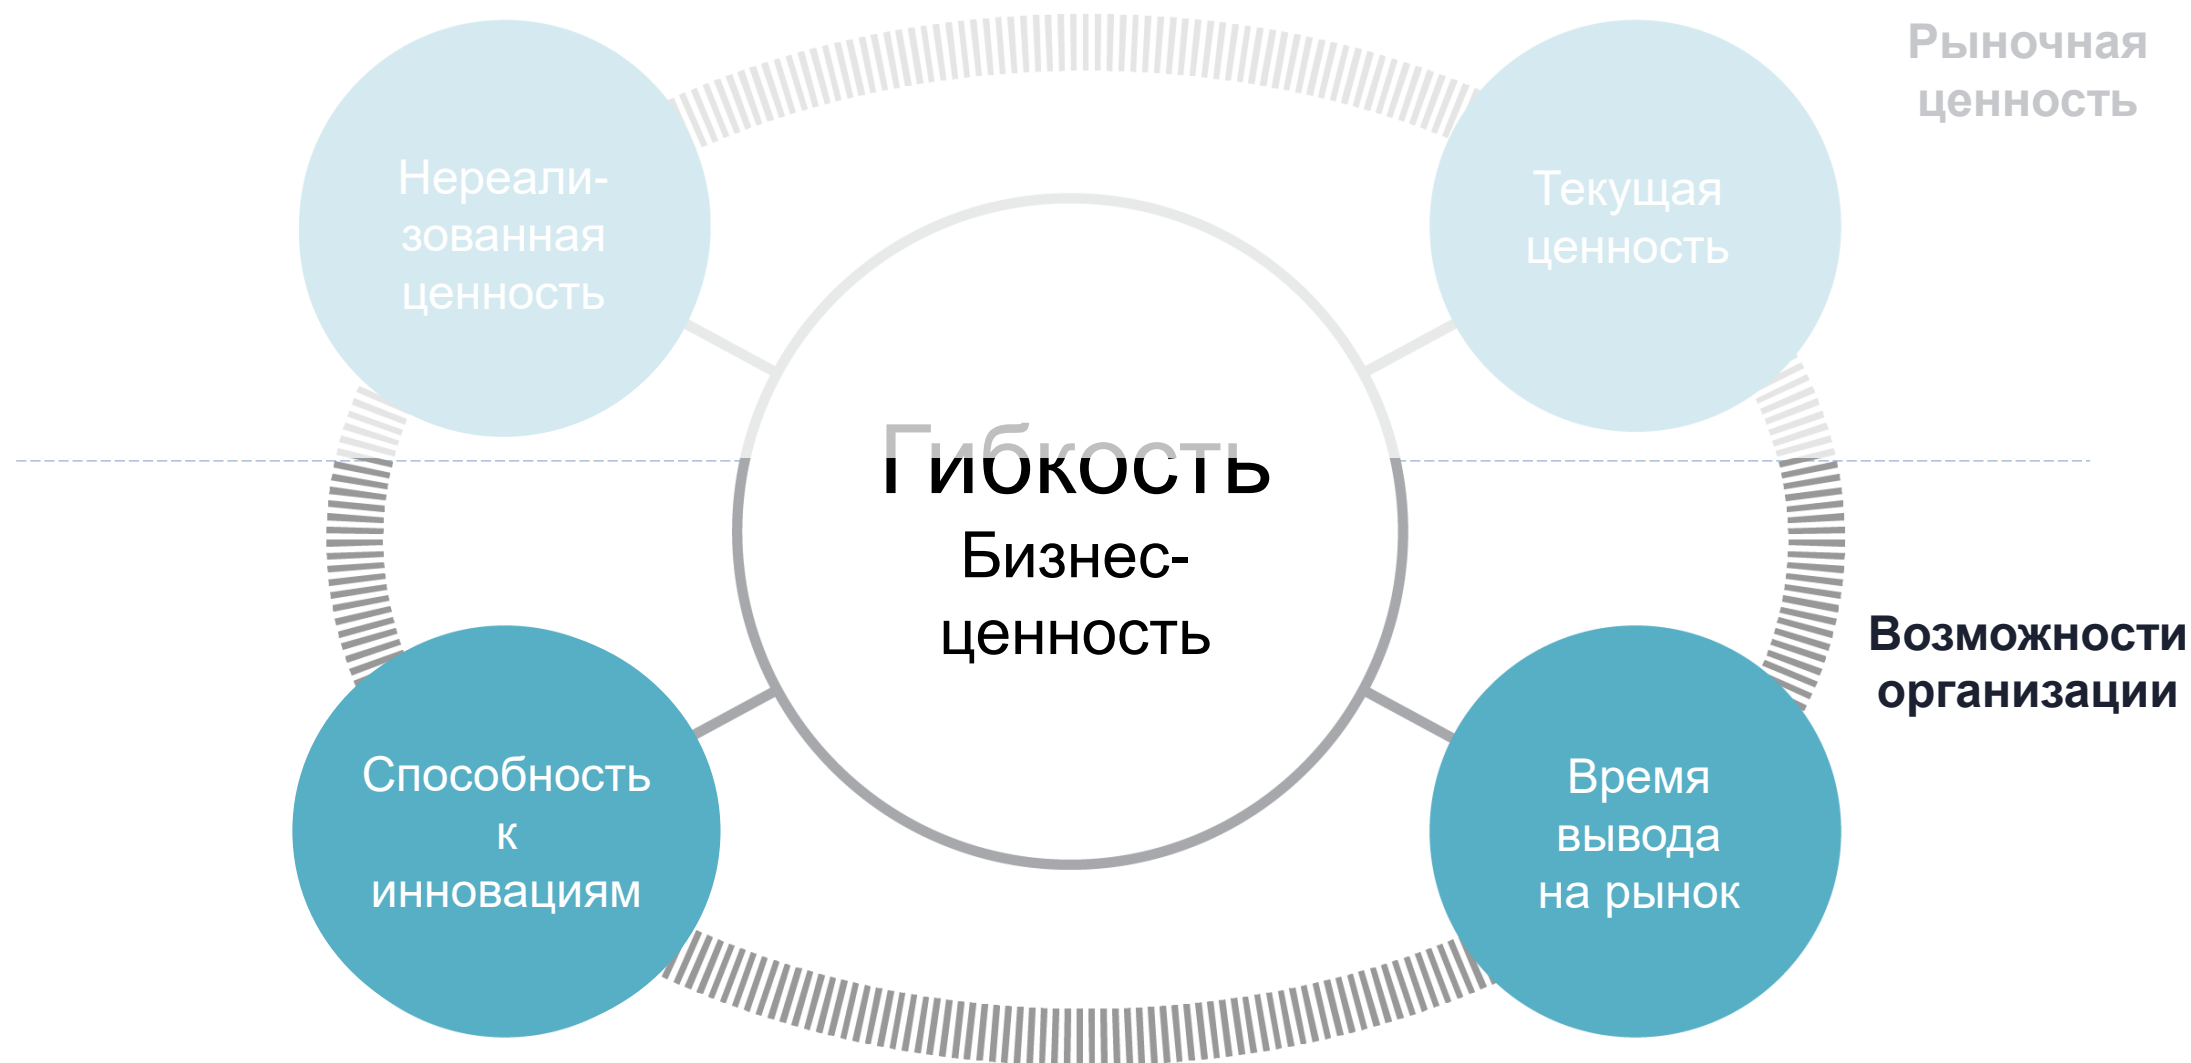 Рыночная
ценность
Нереали-
зованная
ценность
Текущая
ценность
Гибкость
Бизнес-
ценность
Возможности
организации
Способность
к
инновациям
Время
вывода
на рынок